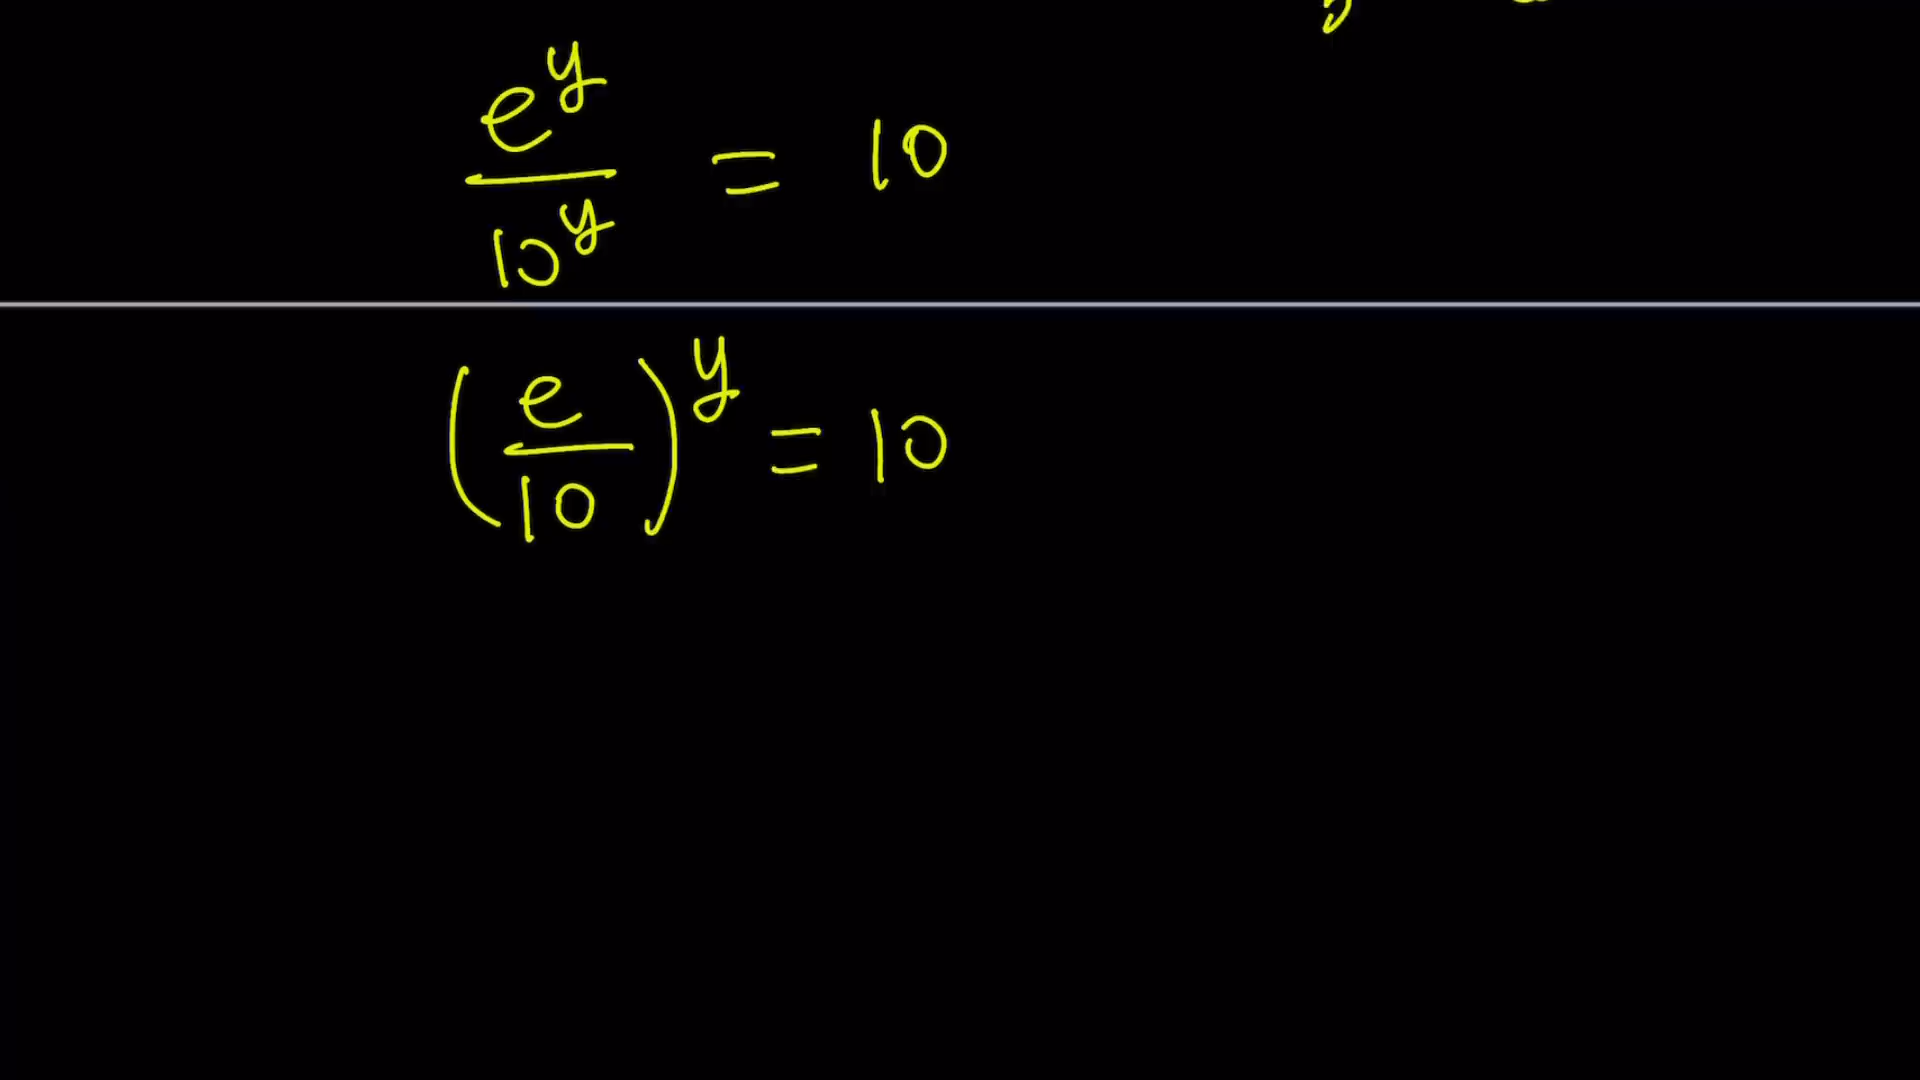 e^y / 10^y = 10
(e / 10)^y = 10